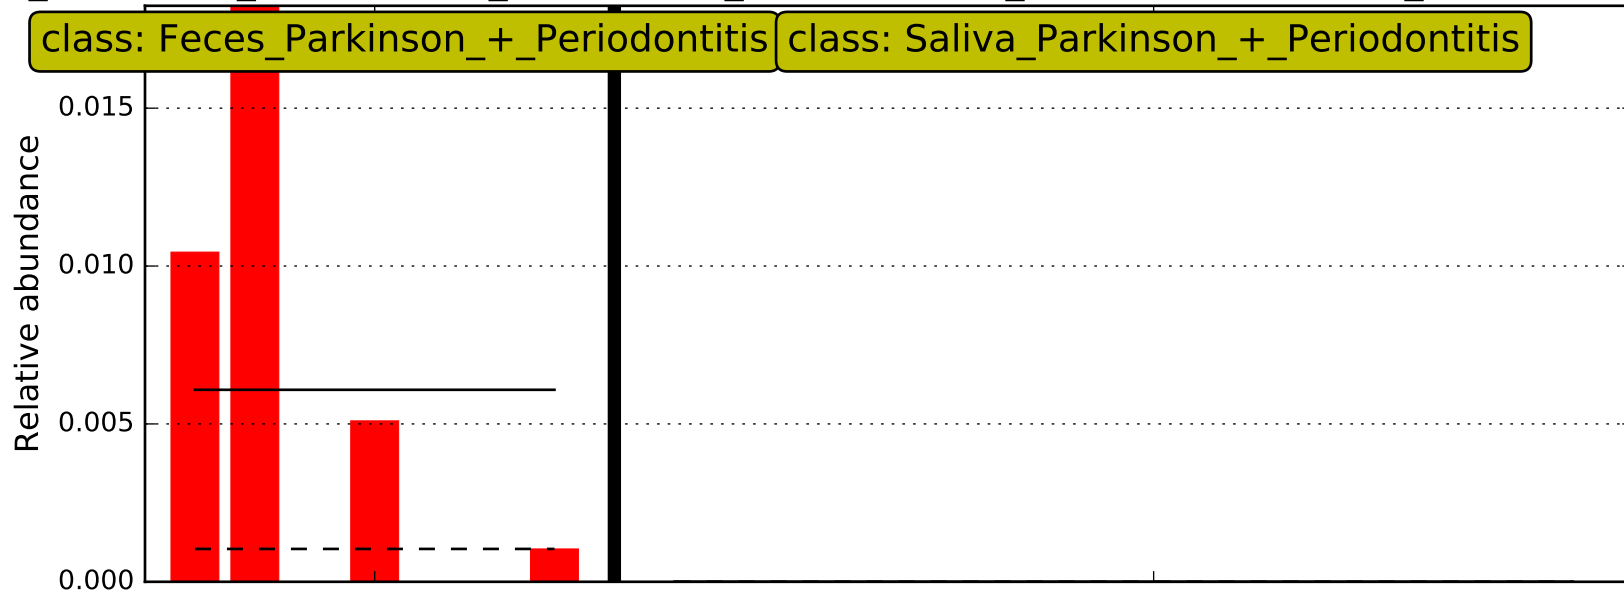 class: Feces_Parkinson_+_Periodontitis class: Saliva_Parkinson_+_Periodontitis
0.015
0.010
0.005
0.000
Relative abundance